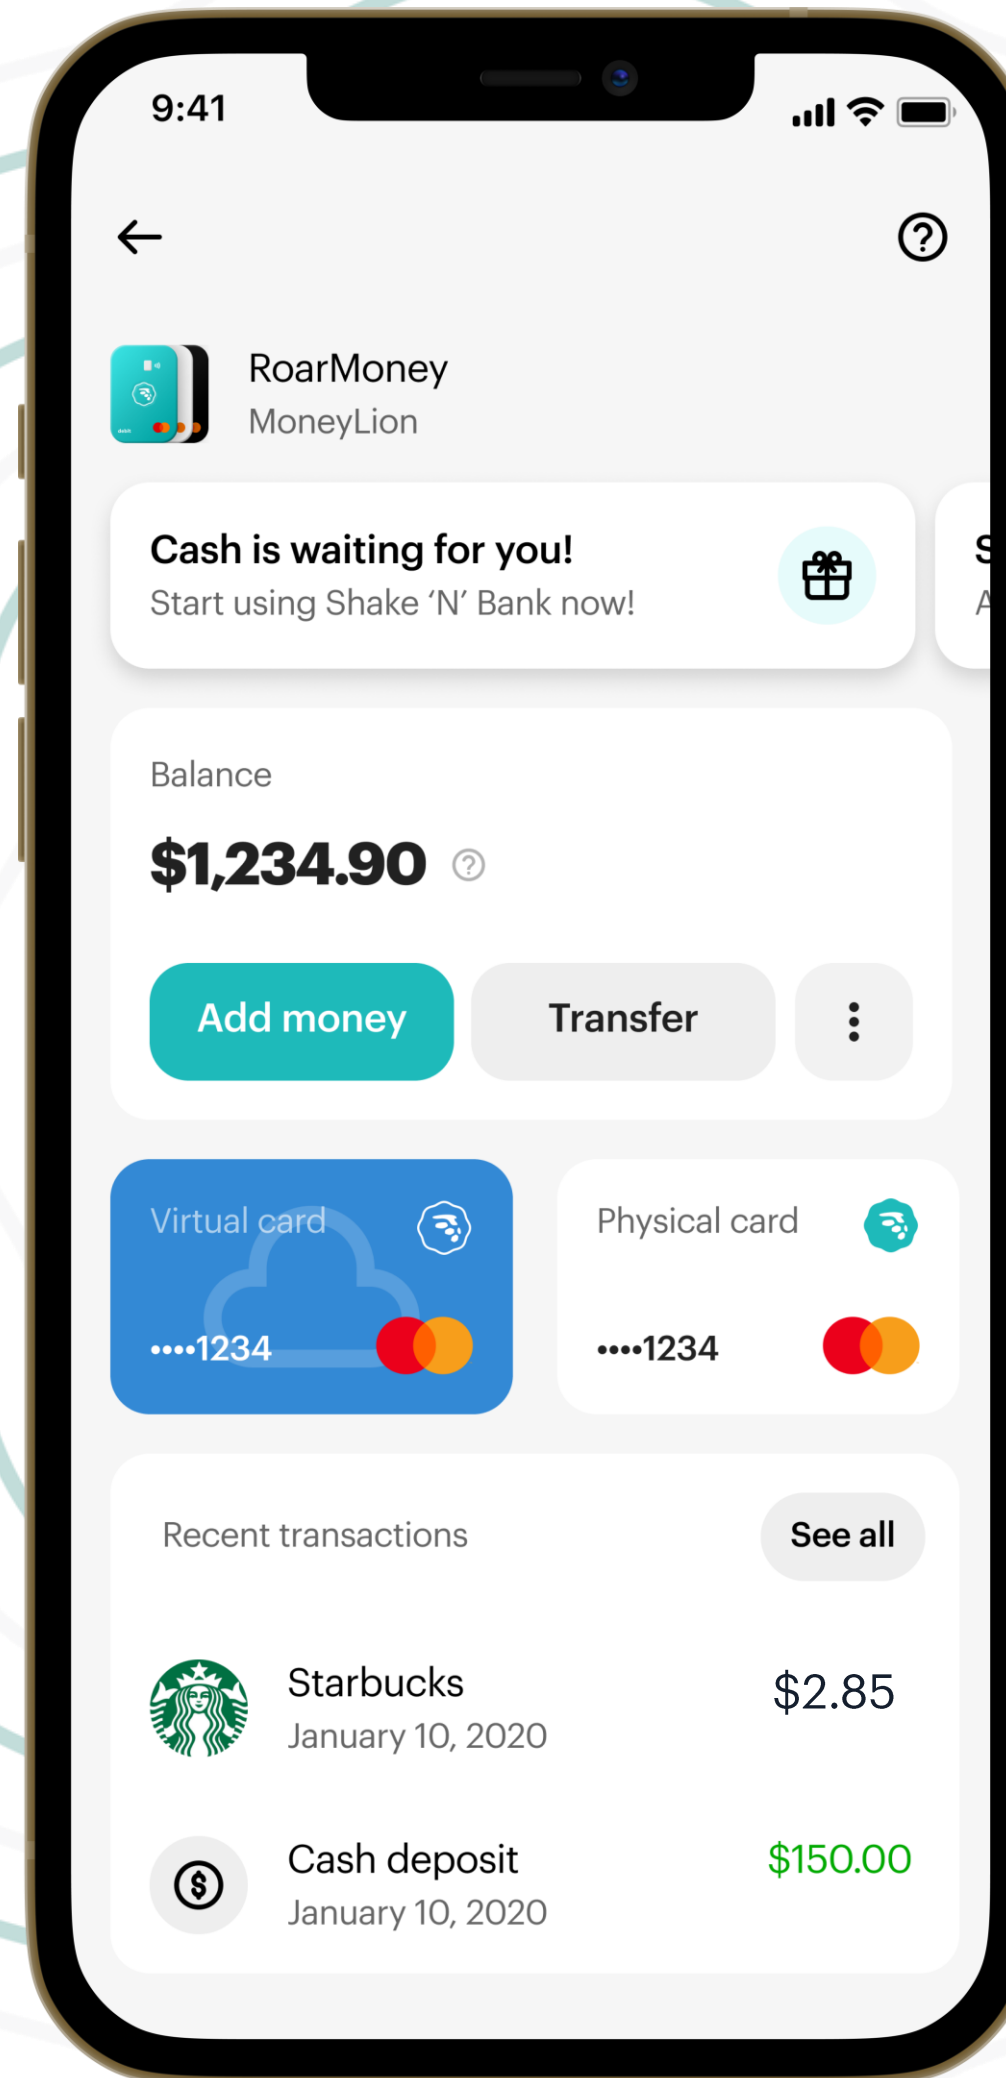 9:41
RoarMoney
MoneyLion
Cash is waiting for you!
Start using Shake ‘N’ Bank now!
S
A
Balance
$1,234.90
Add money
Transfer
Virtual card
••••1234
Physical card
••••1234
Recent transactions
See all
Starbucks
January 10, 2020
$2.85
Cash deposit
January 10, 2020
$150.00